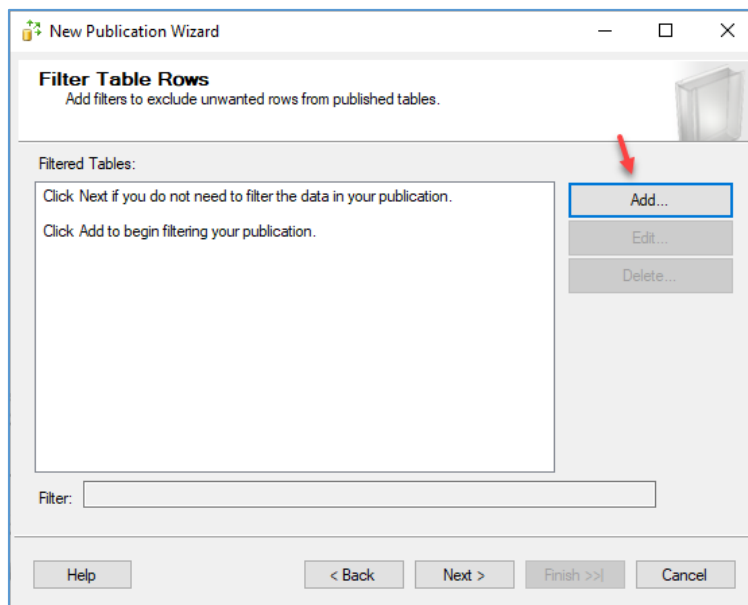 New Publication Wizard
Filter Table Rows
Add filters to exclude unwanted rows from published tables.
Filtered Tables:
Click Next if you do not need to filter the data in your publication.
Click Add to begin filtering your publication.
Add...
Edit...
Delete...
Filter:
Help
< Back
Next >
Finish >>|
Cancel